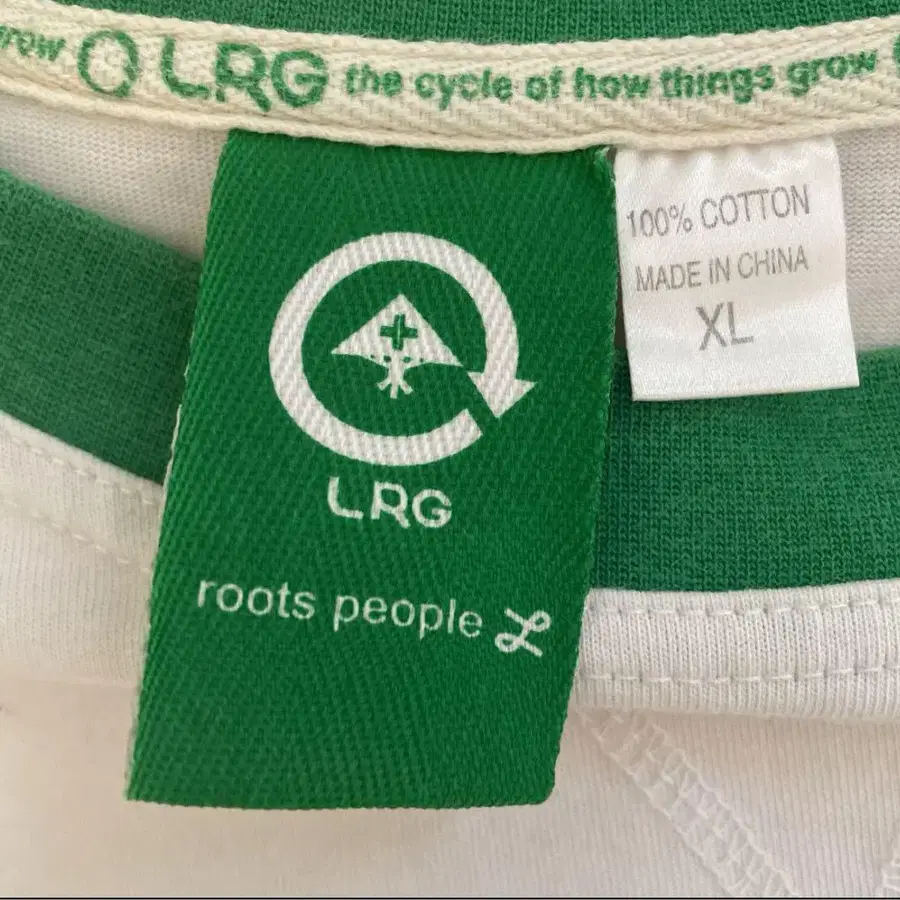 grow LRG the cycle of how things grow
100% COTTON
MADE IN CHINA
XL
LRG
roots people L